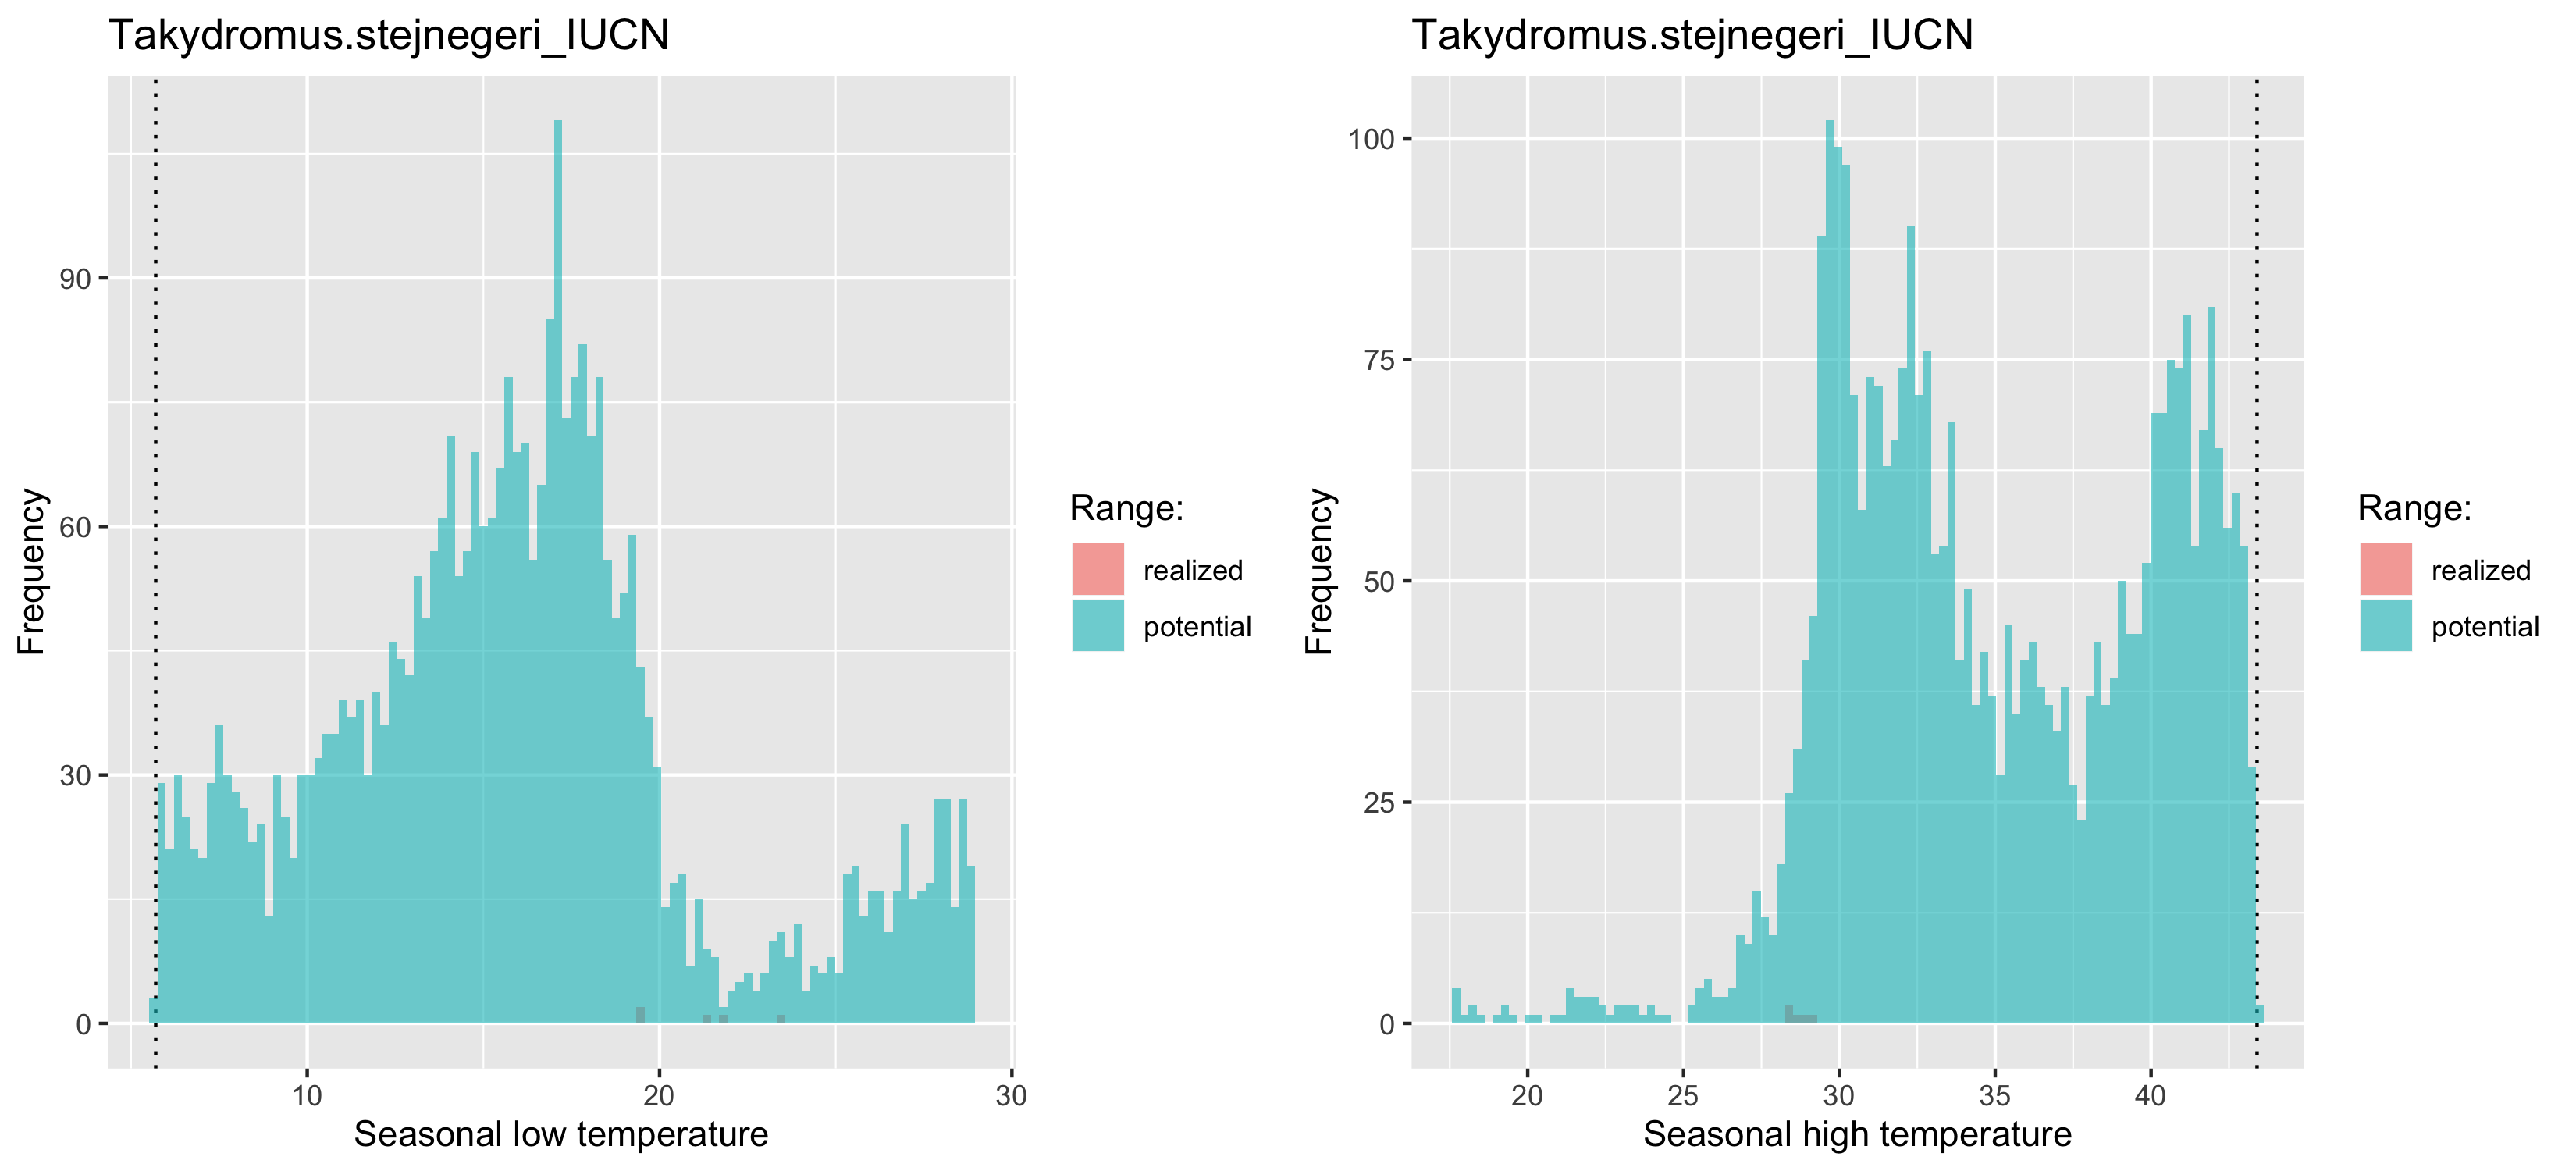 Takydromus.stejnegeri_IUCN
Frequency
90
60
30
0
10 20 30
Seasonal low temperature
Range:
realized
potential
Takydromus.stejnegeri_IUCN
Frequency
100
75
50
25
0
20 25 30 35 40
Seasonal high temperature
Range:
realized
potential